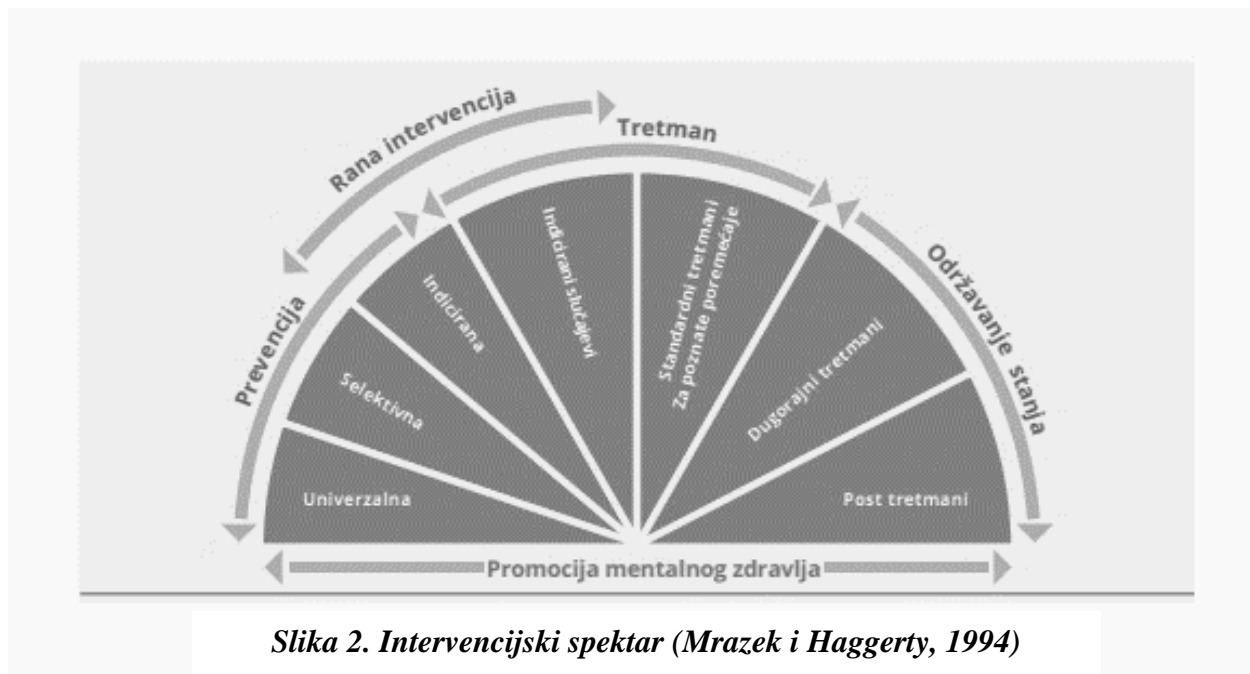 Rana intervencija
Tretman
Prevencija
Održavanje stanja
Univerzalna
Selektivna
Indicirana
Indicirani slučajevi
Standardni tretmani
Za poznate poremećaje
Dugorajni tretmani
Post tretmani
Promocija mentalnog zdravlja
Slika 2. Intervencijski spektar (Mrazek i Haggerty, 1994)